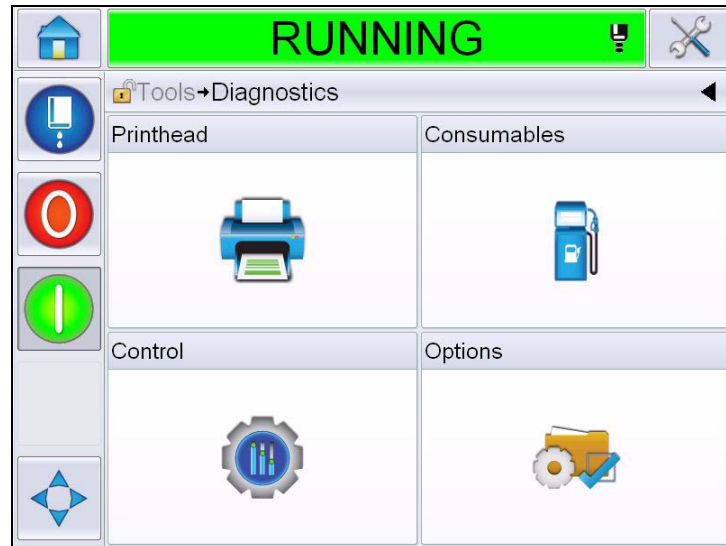 RUNNING
Tools→Diagnostics
Printhead
Consumables
Control
Options